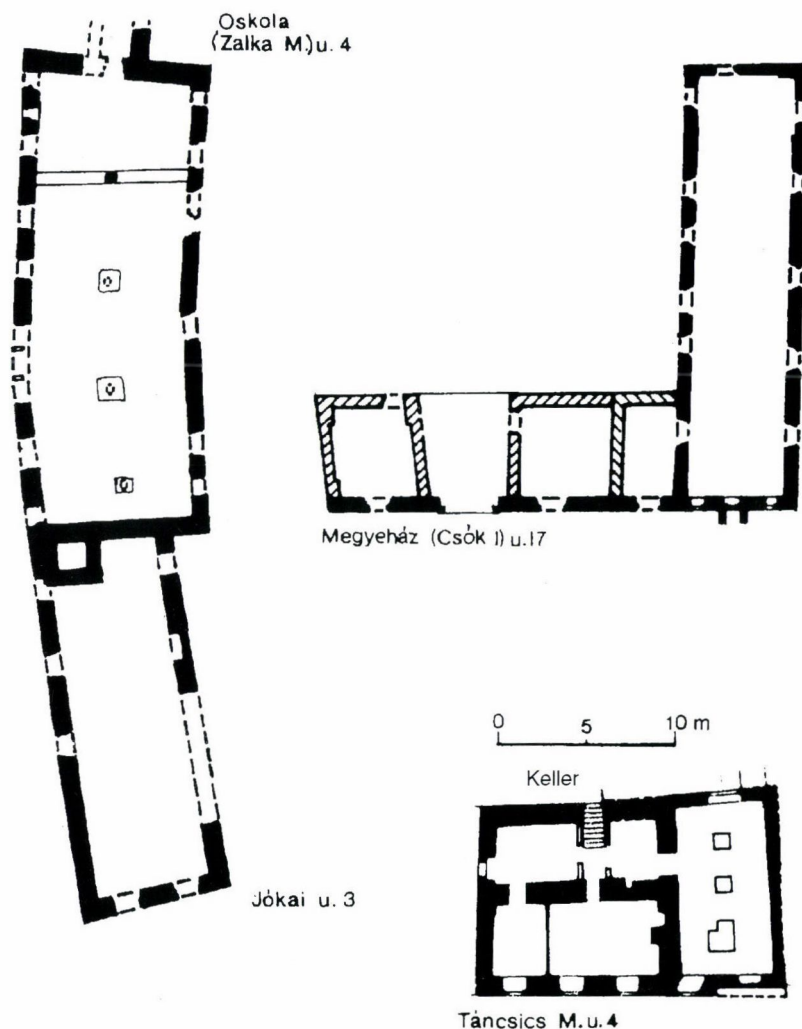 Oskola
(Zalka M.) u. 4
Megyeház (Csók I) u.17
0 5 10 m
Keller
Jókai u. 3
Táncsics M. u. 4